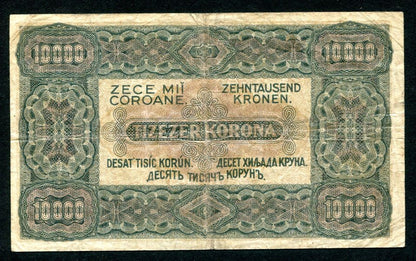 10000 10000
ZECE MII ZEHNTAUSEND
COROANE. KRONEN.
TIZEZER KORONA
DESAT TISÍC KORUN. ДЕСЕТ ХИЉАДА КРУНА.
ДЕСЯТЬ ТИСЯЧЪ КОРУНЪ.
10000 10000